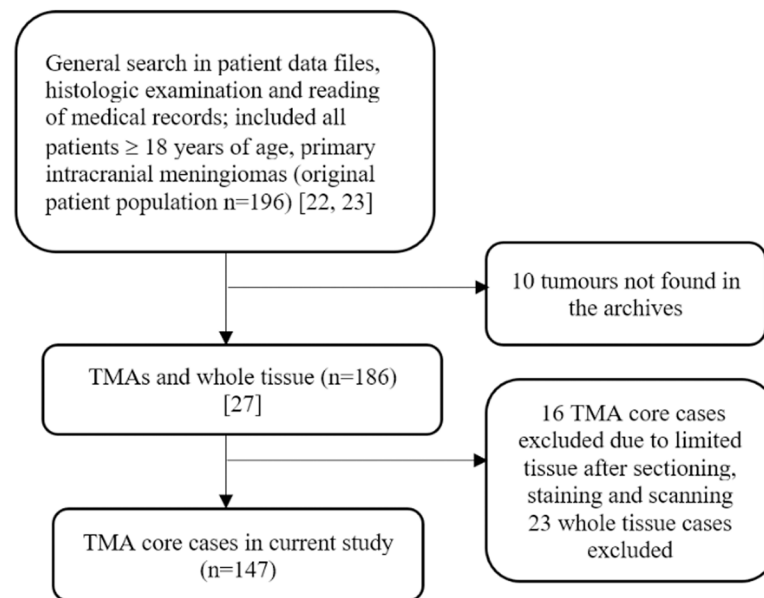 General search in patient data files,
histologic examination and reading
of medical records; included all
patients ≥ 18 years of age, primary
intracranial meningiomas (original
patient population n=196) [22, 23]
10 tumours not found in
the archives
TMAs and whole tissue (n=186)
[27]
16 TMA core cases
excluded due to limited
tissue after sectioning,
staining and scanning
23 whole tissue cases
excluded
TMA core cases in current study
(n=147)